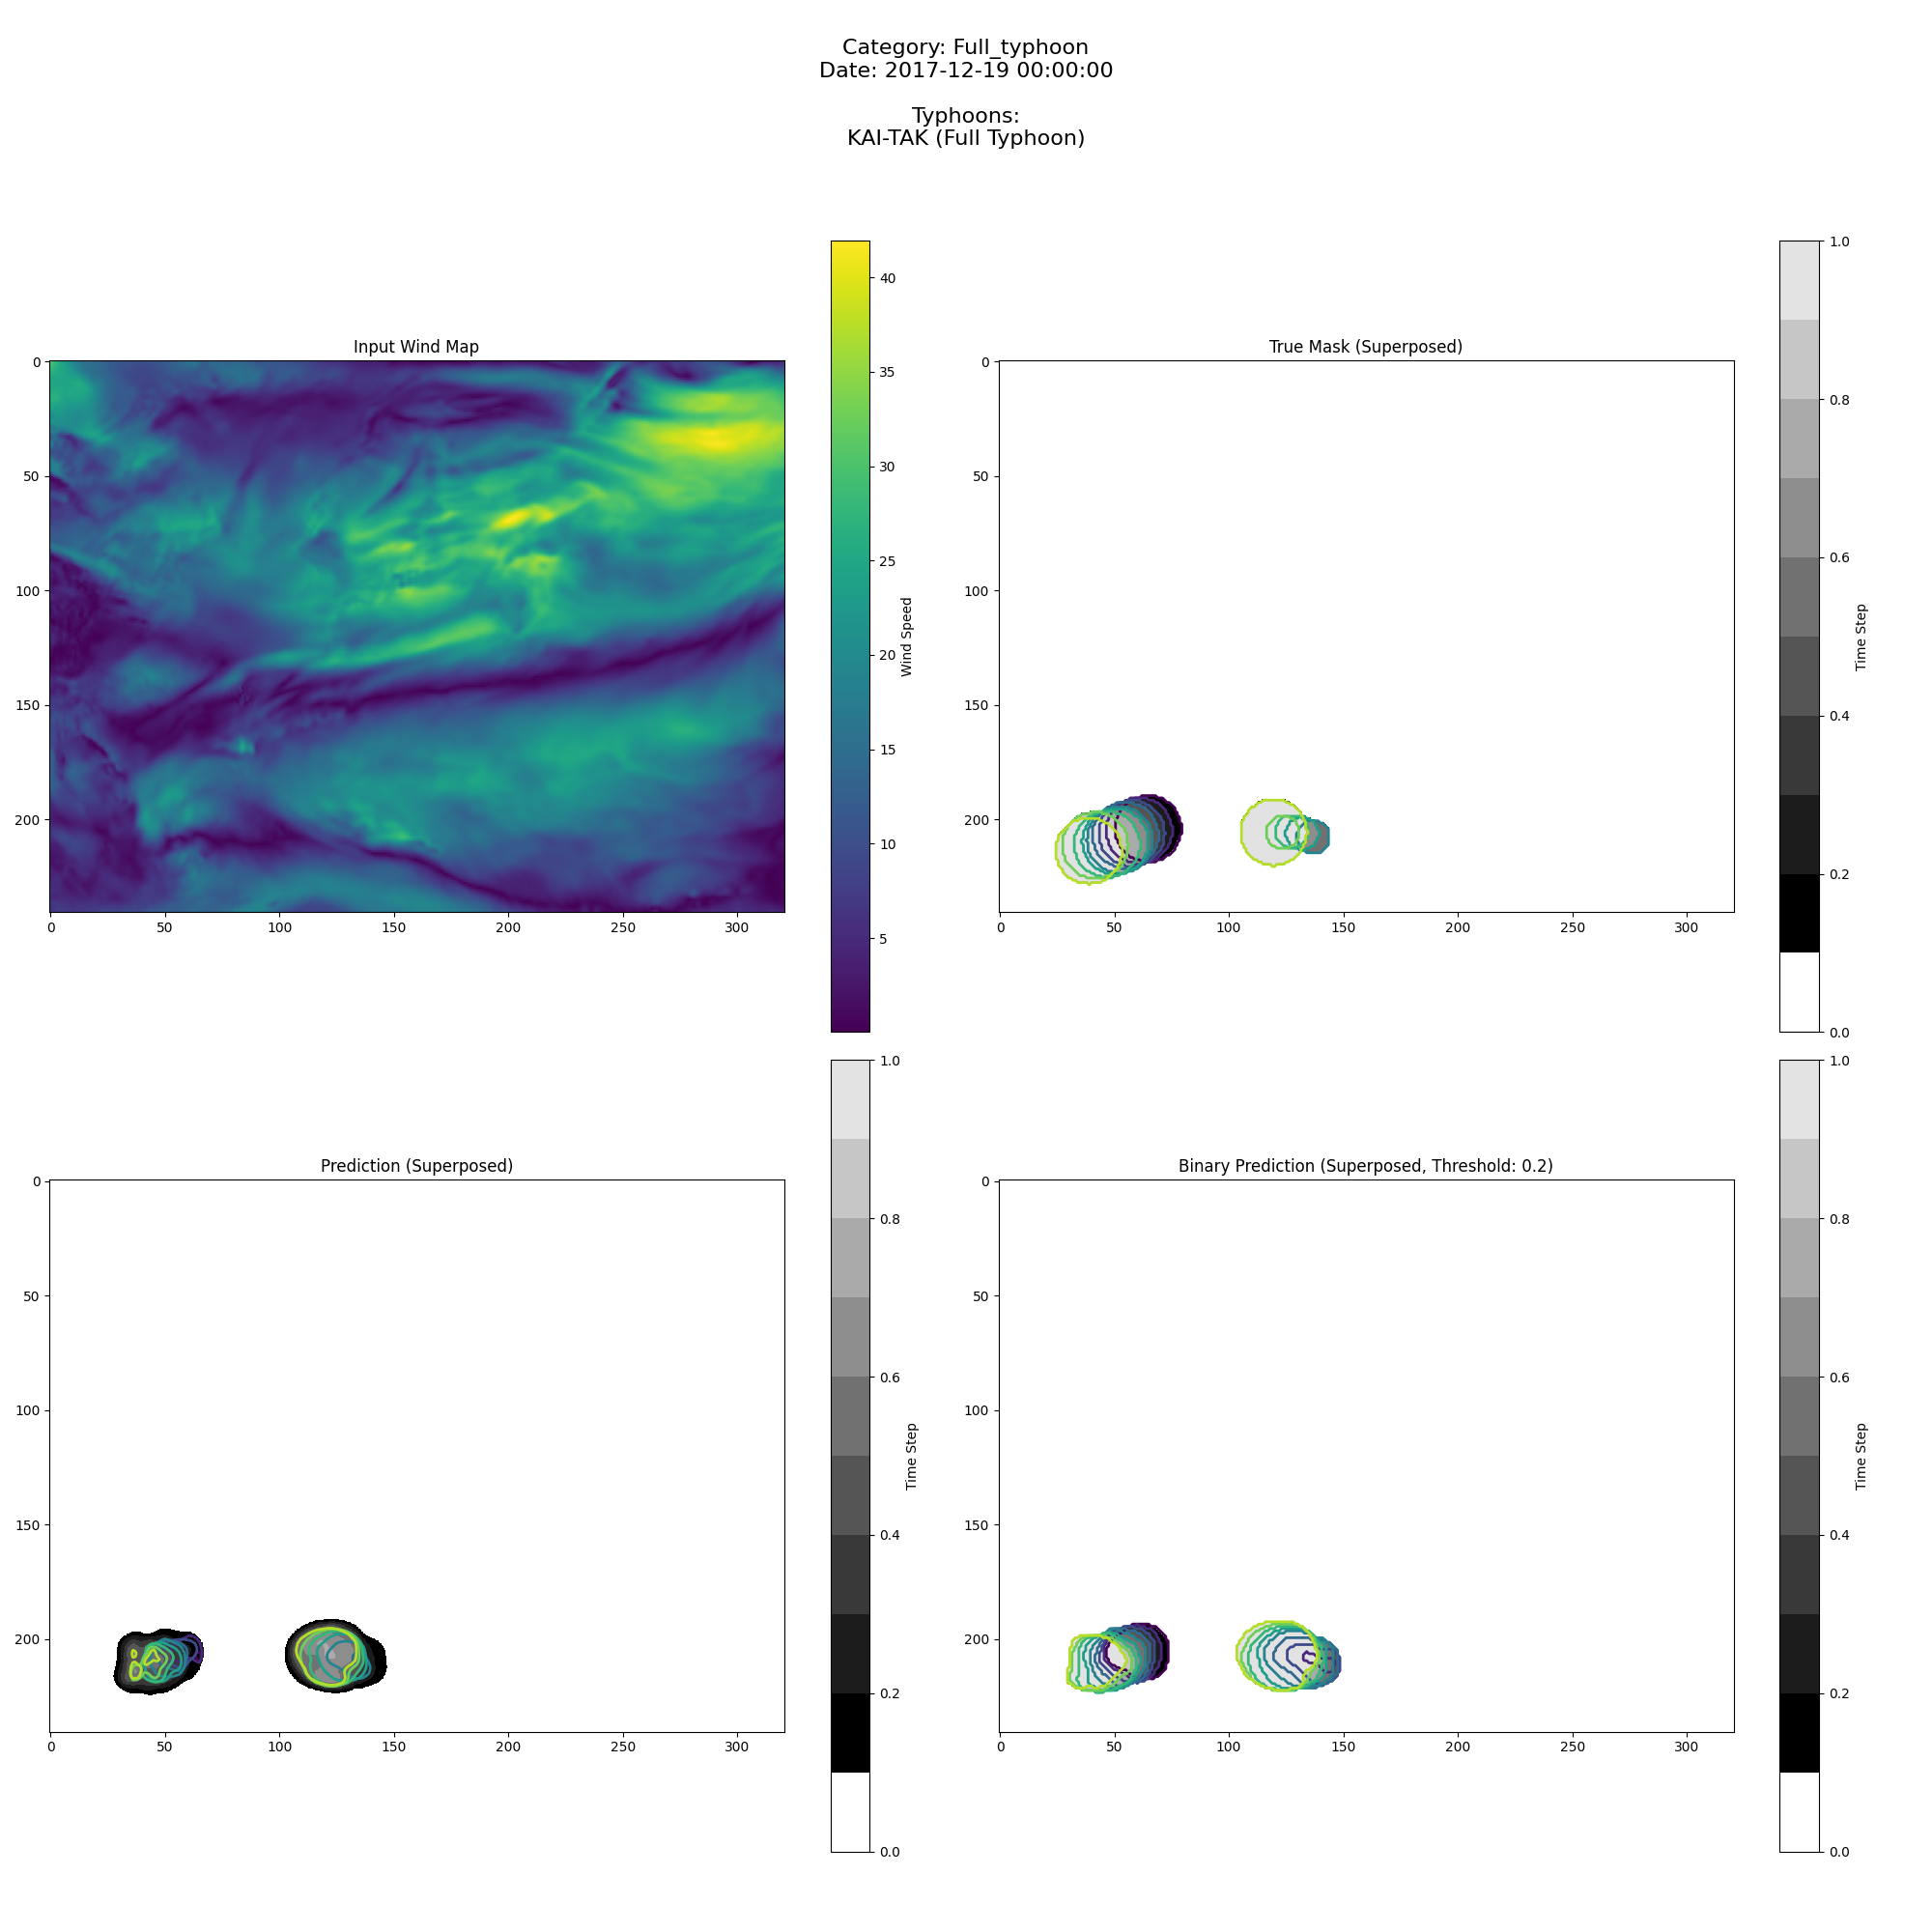 Category: Full_typhoon
Date: 2017-12-19 00:00:00
Typhoons:
KAI-TAK (Full Typhoon)
Input Wind Map
0
50
100
150
200
0 50 100 150 200 250 300
40
35
30
25
20
15
10
5
Wind Speed
True Mask (Superposed)
0
50
100
150
200
0 50 100 150 200 250 300
1.0
0.8
0.6
0.4
0.2
0.0
Time Step
Prediction (Superposed)
0
50
100
150
200
0 50 100 150 200 250 300
1.0
0.8
0.6
0.4
0.2
0.0
Time Step
Binary Prediction (Superposed, Threshold: 0.2)
0
50
100
150
200
0 50 100 150 200 250 300
1.0
0.8
0.6
0.4
0.2
0.0
Time Step